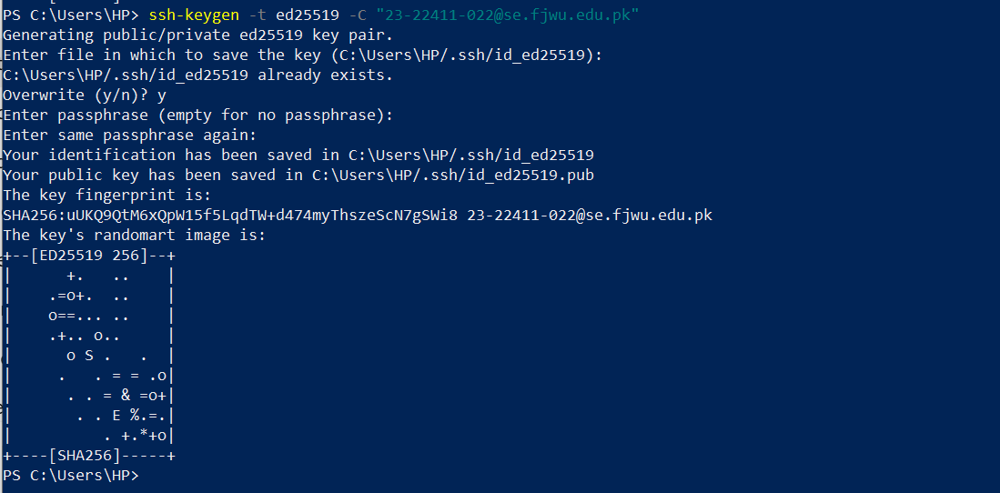 PS C:\Users\HP> ssh-keygen -t ed25519 -C "23-22411-022@se.fjwu.edu.pk"
Generating public/private ed25519 key pair.
Enter file in which to save the key (C:\Users\HP/.ssh/id_ed25519):
C:\Users\HP/.ssh/id_ed25519 already exists.
Overwrite (y/n)? y
Enter passphrase (empty for no passphrase):
Enter same passphrase again:
Your identification has been saved in C:\Users\HP/.ssh/id_ed25519
Your public key has been saved in C:\Users\HP/.ssh/id_ed25519.pub
The key fingerprint is:
SHA256:uUKQ9QtM6xQpW15f5LqdTW+d474myThszeScN7gSWi8 23-22411-022@se.fjwu.edu.pk
The key's randomart image is:
+--[ED25519 256]--+
|      +.   ..    |
|    .=o+.  ..    |
|    o==... ..    |
|    .+.. o..     |
|      o S .   .  |
|     .   . = = .o|
|      . . = & =o+|
|       . . E %.=.|
|          . +.*+o|
+----[SHA256]-----+
PS C:\Users\HP>